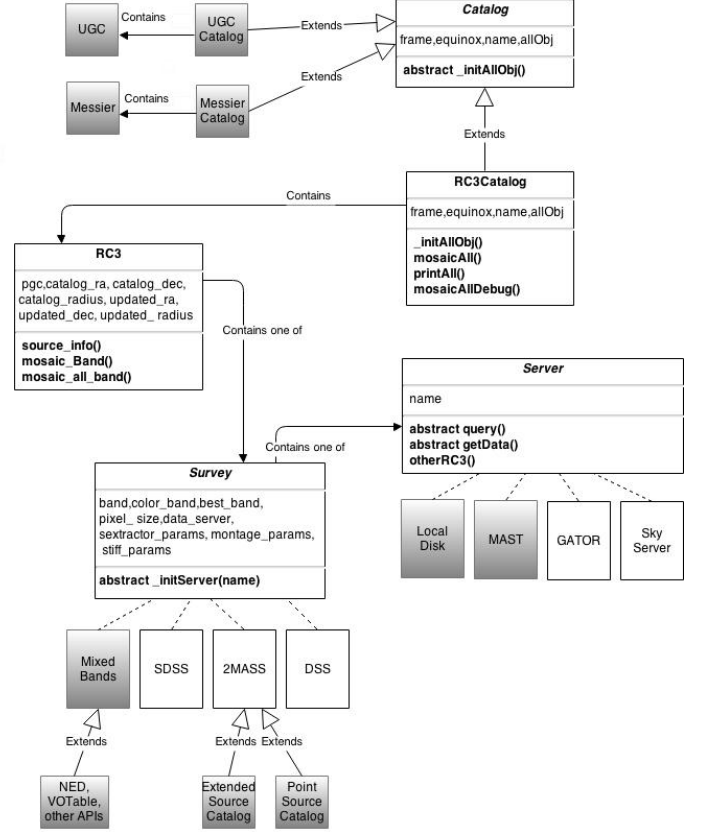 Catalog
frame,equinox,name,allObj
abstract _initAllObj()
UGC
Contains
UGC
Catalog
Extends
Messier
Contains
Messier
Catalog
Extends
Extends
RC3Catalog
frame,equinox,name,allObj
_initAllObj()
mosaicAll()
printAll()
mosaicAllDebug()
Contains
RC3
pgc,catalog_ra, catalog_dec,
catalog_radius, updated_ra,
updated_dec, updated_ radius
source_info()
mosaic_Band()
mosaic_all_band()
Contains one of
Server
name
abstract query()
abstract getData()
otherRC3()
Contains one of
Survey
band,color_band,best_band,
pixel_ size,data_server,
sextractor_params, montage_params,
stiff_params
abstract _initServer(name)
Local
Disk
MAST
GATOR
Sky
Server
Mixed
Bands
SDSS
2MASS
DSS
Extends
Extends
Extends
NED,
VOTable,
other APIs
Extended
Source
Catalog
Point
Source
Catalog